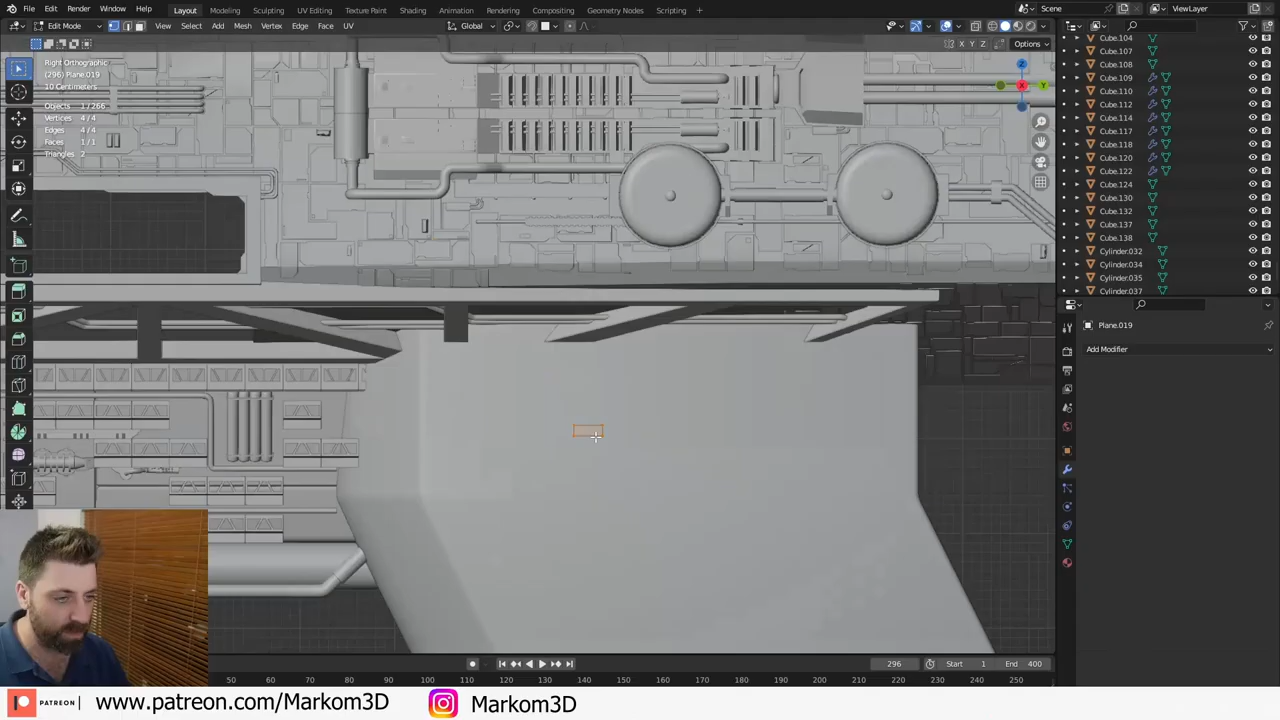 File Edit Render Window Help Layout Modeling Sculpting UV Editing Texture Paint Shading Animation Rendering Compositing Geometry Nodes Scripting Scene ViewLayer
Edit Mode View Select Add Mesh Vertex Edge Face UV Global
X Y Z Options
Right Orthographic
(296) Plane.019
10 Centimeters
Objects 1/266
Vertices 4/4
Edges 4/4
Faces 1/1
Triangles 2
Z
X
Y
Cube.104
Cube.107
Cube.108
Cube.109
Cube.110
Cube.112
Cube.114
Cube.117
Cube.118
Cube.120
Cube.122
Cube.124
Cube.130
Cube.132
Cube.137
Cube.138
Cylinder.032
Cylinder.034
Cylinder.035
Cylinder.037
Plane.019
Add Modifier
296 Start 1 End 400
50 60 70 80 90 100 110 120 130 140 150 160 170 180 190 200 210 220 230 240 250
PATREON www.patreon.com/Markom3D Markom3D